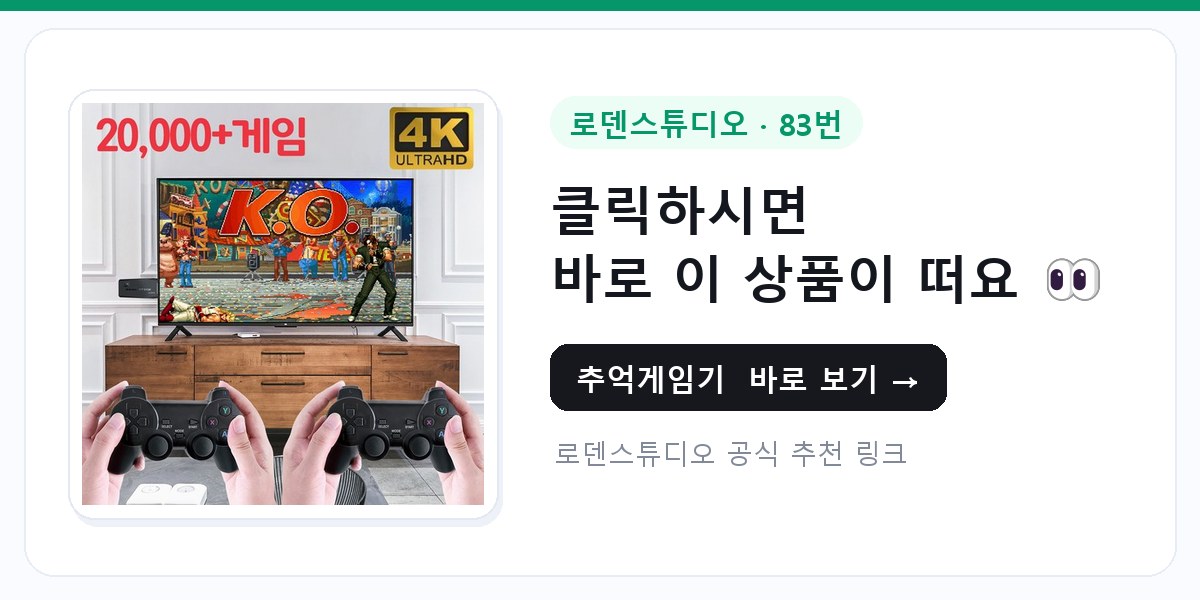 20,000+게임
4K
ULTRAHD
K.O.
로덴스튜디오 · 83번
클릭하시면
바로 이 상품이 떠요 👀
추억게임기 바로 보기 →
로덴스튜디오 공식 추천 링크